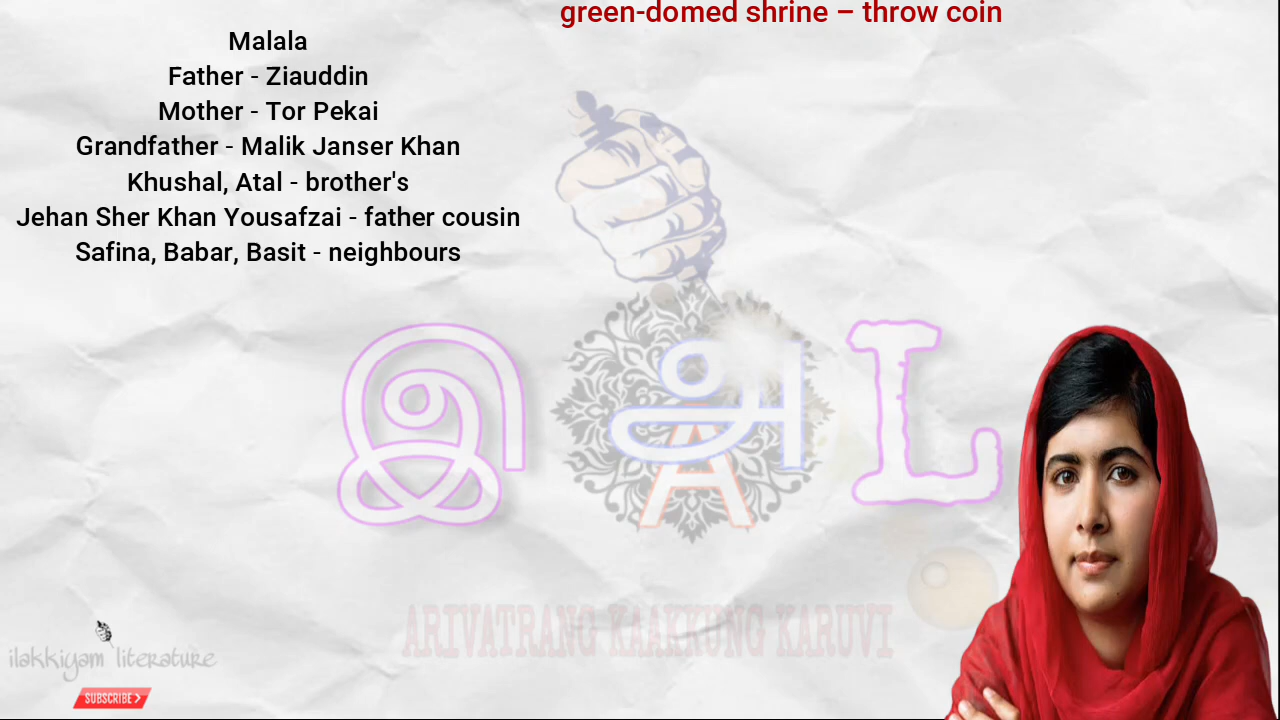 green-domed shrine – throw coin
Malala
Father - Ziauddin
Mother - Tor Pekai
Grandfather - Malik Janser Khan
Khushal, Atal - brother's
Jehan Sher Khan Yousafzai - father cousin
Safina, Babar, Basit - neighbours
இ அ L
A
ARIVATRANG KAAKKUNG KARUVI
ilakkiyam literature
SUBSCRIBE >